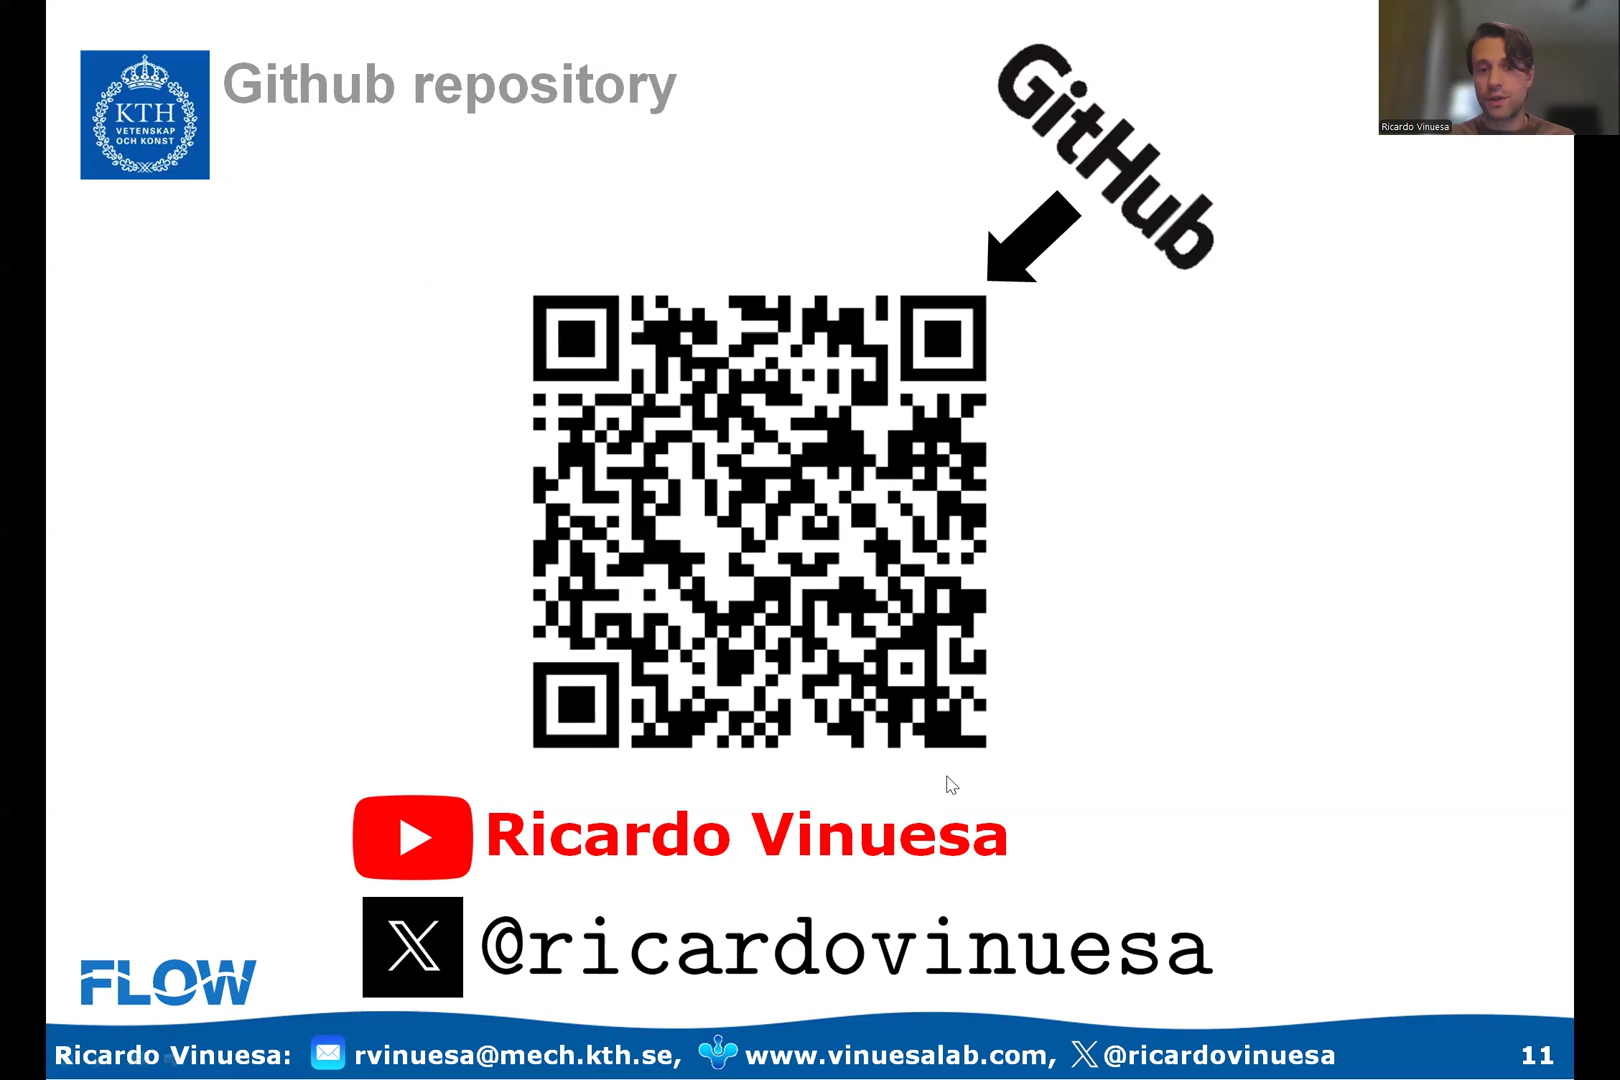 Github repository
KTH
VETENSKAP
OCH KONST
GitHub
Ricardo Vinuesa
Ricardo Vinuesa
@ricardovinuesa
FLOW
Ricardo Vinuesa: rvinuesa@mech.kth.se, www.vinuesalab.com, @ricardovinuesa 11